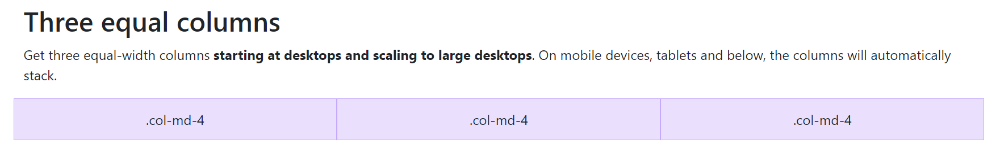 Three equal columns
Get three equal-width columns starting at desktops and scaling to large desktops. On mobile devices, tablets and below, the columns will automatically
stack.
.col-md-4 .col-md-4 .col-md-4